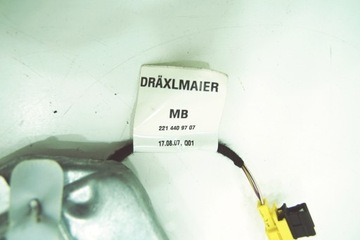 DRÄXLMAIER
MB
221 440 97 07
17.08.07. 001